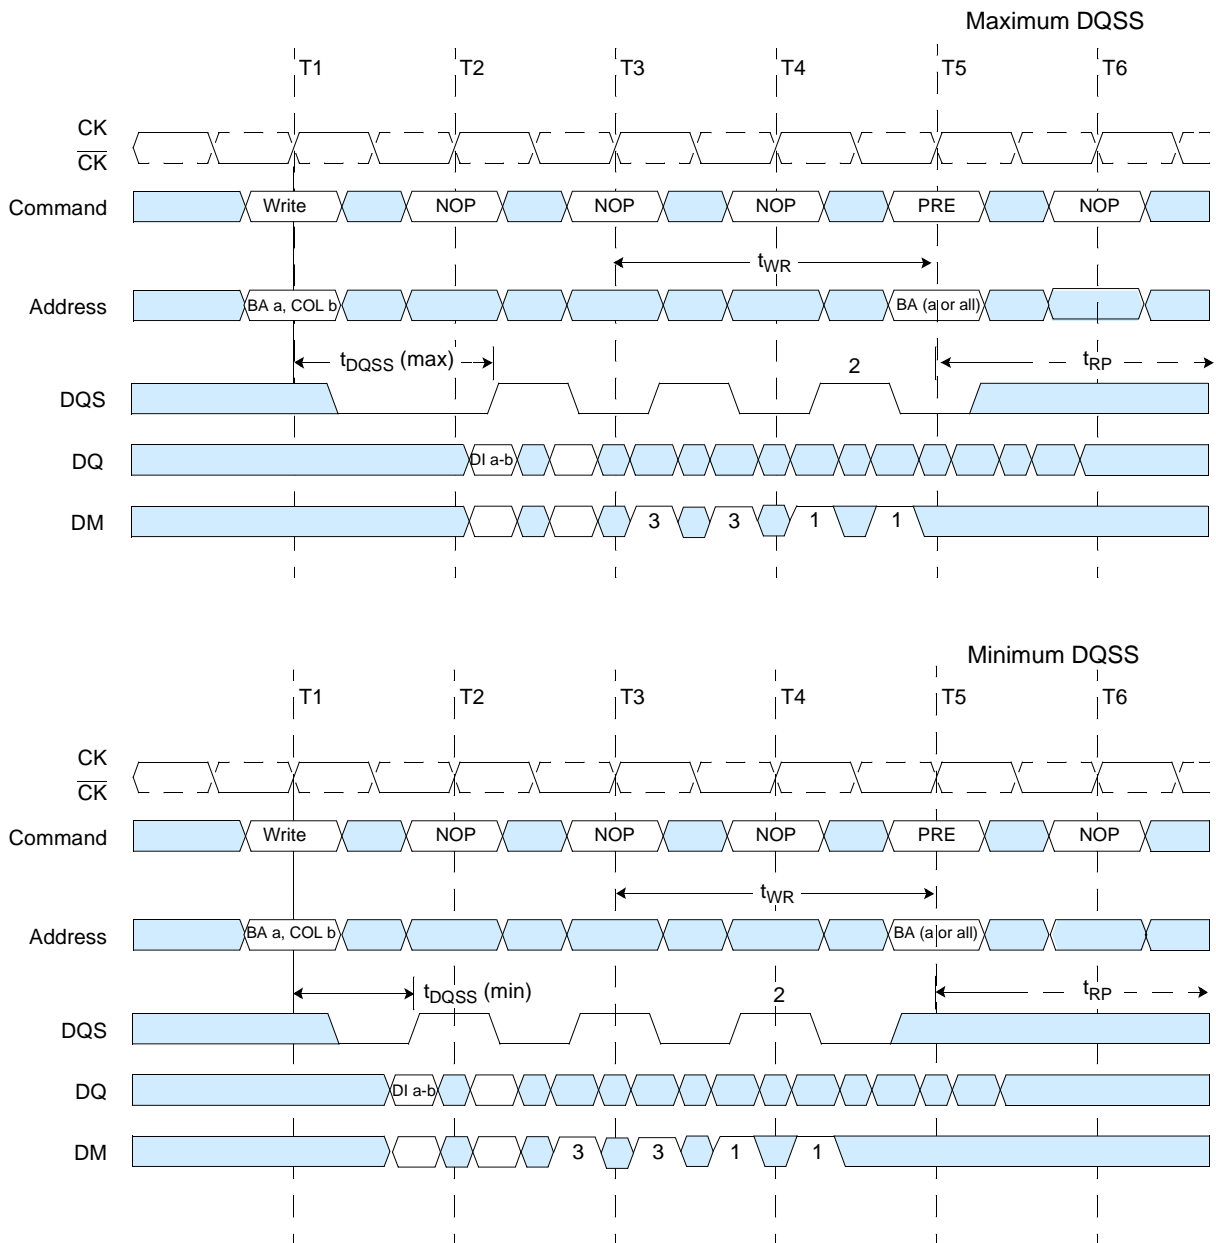 Maximum DQSS
T1 T2 T3 T4 T5 T6
CK
CK
Command Write NOP NOP NOP PRE NOP
tWR
Address BA a, COL b BA (a or all)
tDQSS (max) 2 tRP
DQS
DQ DI a-b
DM 3 3 1 1
Minimum DQSS
T1 T2 T3 T4 T5 T6
CK
CK
Command Write NOP NOP NOP PRE NOP
tWR
Address BA a, COL b BA (a or all)
tDQSS (min) 2 tRP
DQS
DQ DI a-b
DM 3 3 1 1